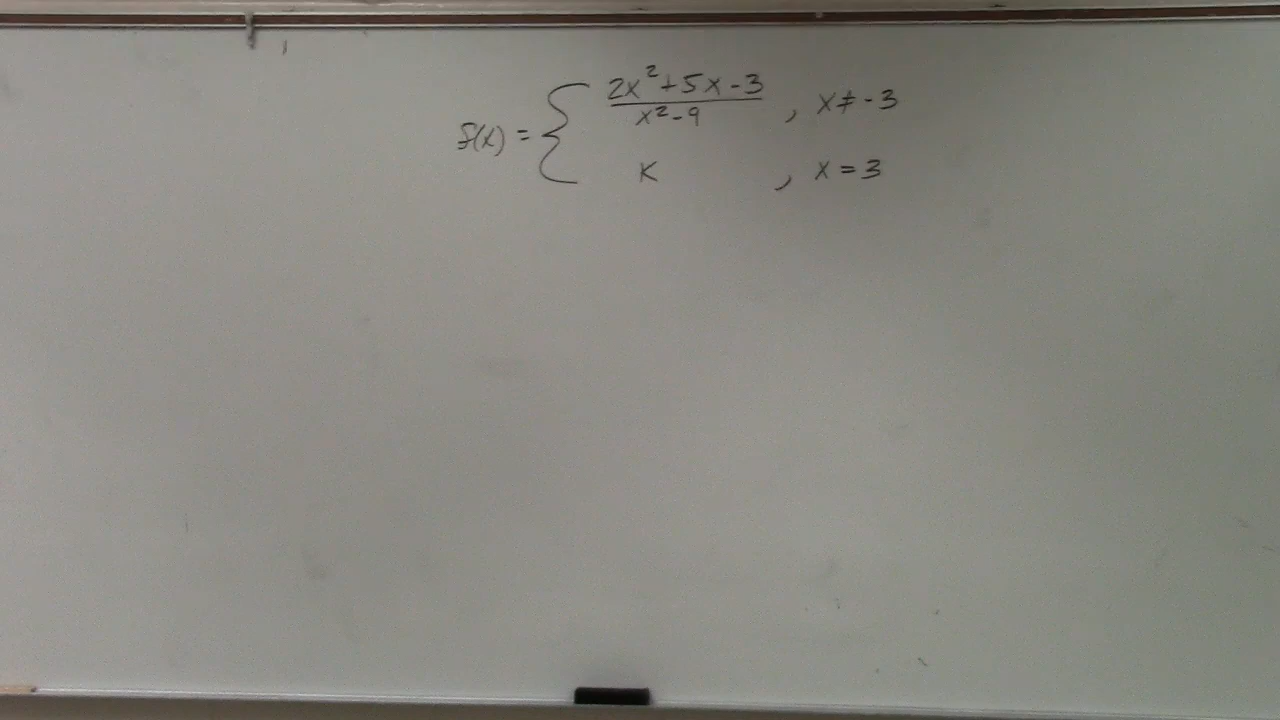 f(x) = { 2x²+5x-3 / x²-9 , x≠-3
K , x=3